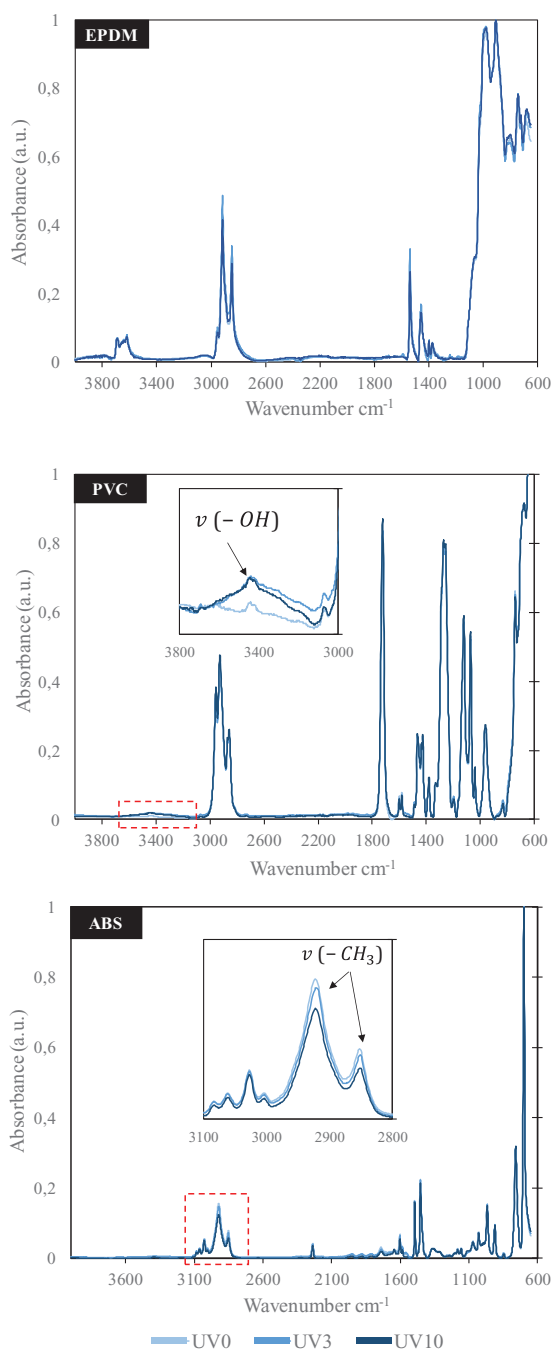 EPDM
1
0,8
0,6
0,4
0,2
0
Absorbance (a.u.)
3800 3400 3000 2600 2200 1800 1400 1000 600
Wavenumber cm-1
PVC
1
0,8
0,6
0,4
0,2
0
Absorbance (a.u.)
ν (– OH)
3800 3400 3000
3800 3400 3000 2600 2200 1800 1400 1000 600
Wavenumber cm-1
ABS
1
0,8
0,6
0,4
0,2
0
Absorbance (a.u.)
ν (– CH₃)
3100 3000 2900 2800
3600 3100 2600 2100 1600 1100 600
Wavenumber cm-1
UV0 UV3 UV10